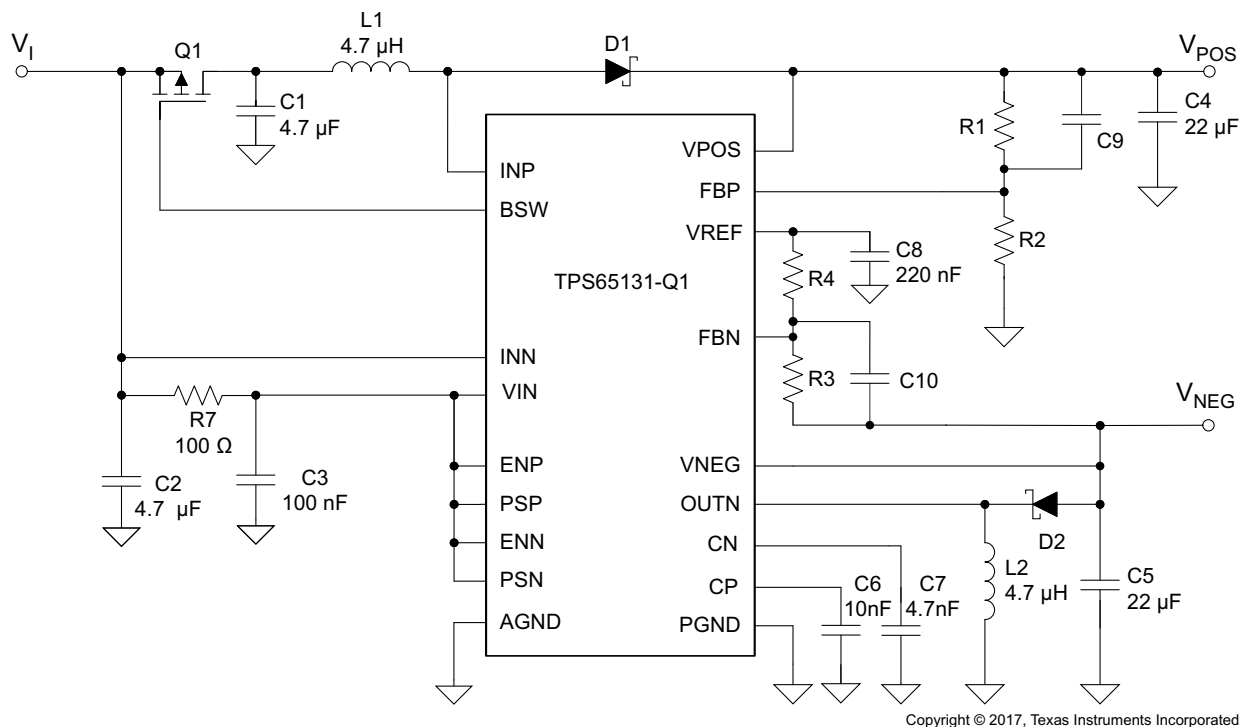 V_I
Q1
L1
4.7 µH
D1
V_POS
C1
4.7 µF
R1
C9
C4
22 µF
INP
BSW
VPOS
FBP
VREF
R2
C8
220 nF
R4
TPS65131-Q1
INN
VIN
FBN
R3
C10
R7
100 Ω
V_NEG
C2
4.7 µF
C3
100 nF
ENP
PSP
ENN
PSN
AGND
VNEG
OUTN
CN
CP
PGND
D2
C6
10nF
C7
4.7nF
L2
4.7 µH
C5
22 µF
Copyright © 2017, Texas Instruments Incorporated